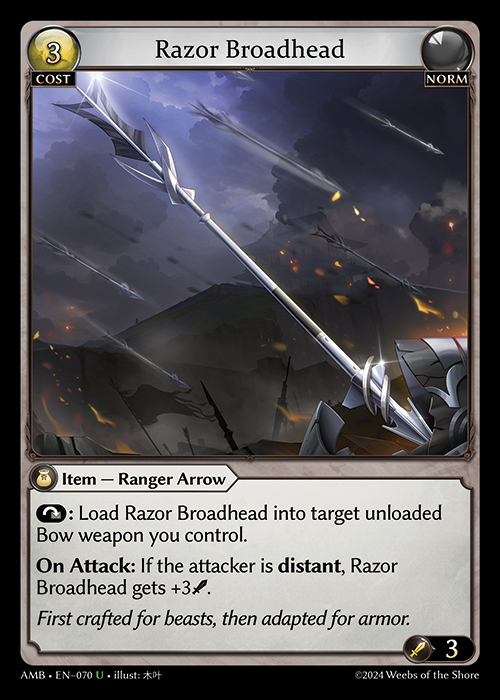 3
Razor Broadhead
COST
NORM
Item — Ranger Arrow
: Load Razor Broadhead into target unloaded
Bow weapon you control.
On Attack: If the attacker is distant, Razor
Broadhead gets +3.
First crafted for beasts, then adapted for armor.
3
AMB • EN–070 U • illust: 木叶
©2024 Weebs of the Shore